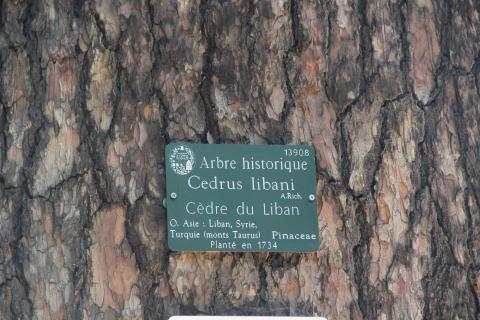 13908
Arbre historique
Cedrus libani
A.Rich.
Cèdre du Liban
O. Asie : Liban, Syrie,
Turquie (monts Taurus) Pinaceae
Planté en 1734